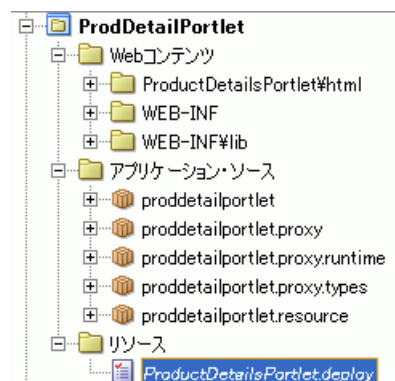 ProdDetailPortlet
Webコンテンツ
ProductDetailsPortlet¥html
WEB-INF
WEB-INF¥lib
アプリケーション・ソース
proddetailportlet
proddetailportlet.proxy
proddetailportlet.proxy.runtime
proddetailportlet.proxy.types
proddetailportlet.resource
リソース
ProductDetailsPortlet.deploy